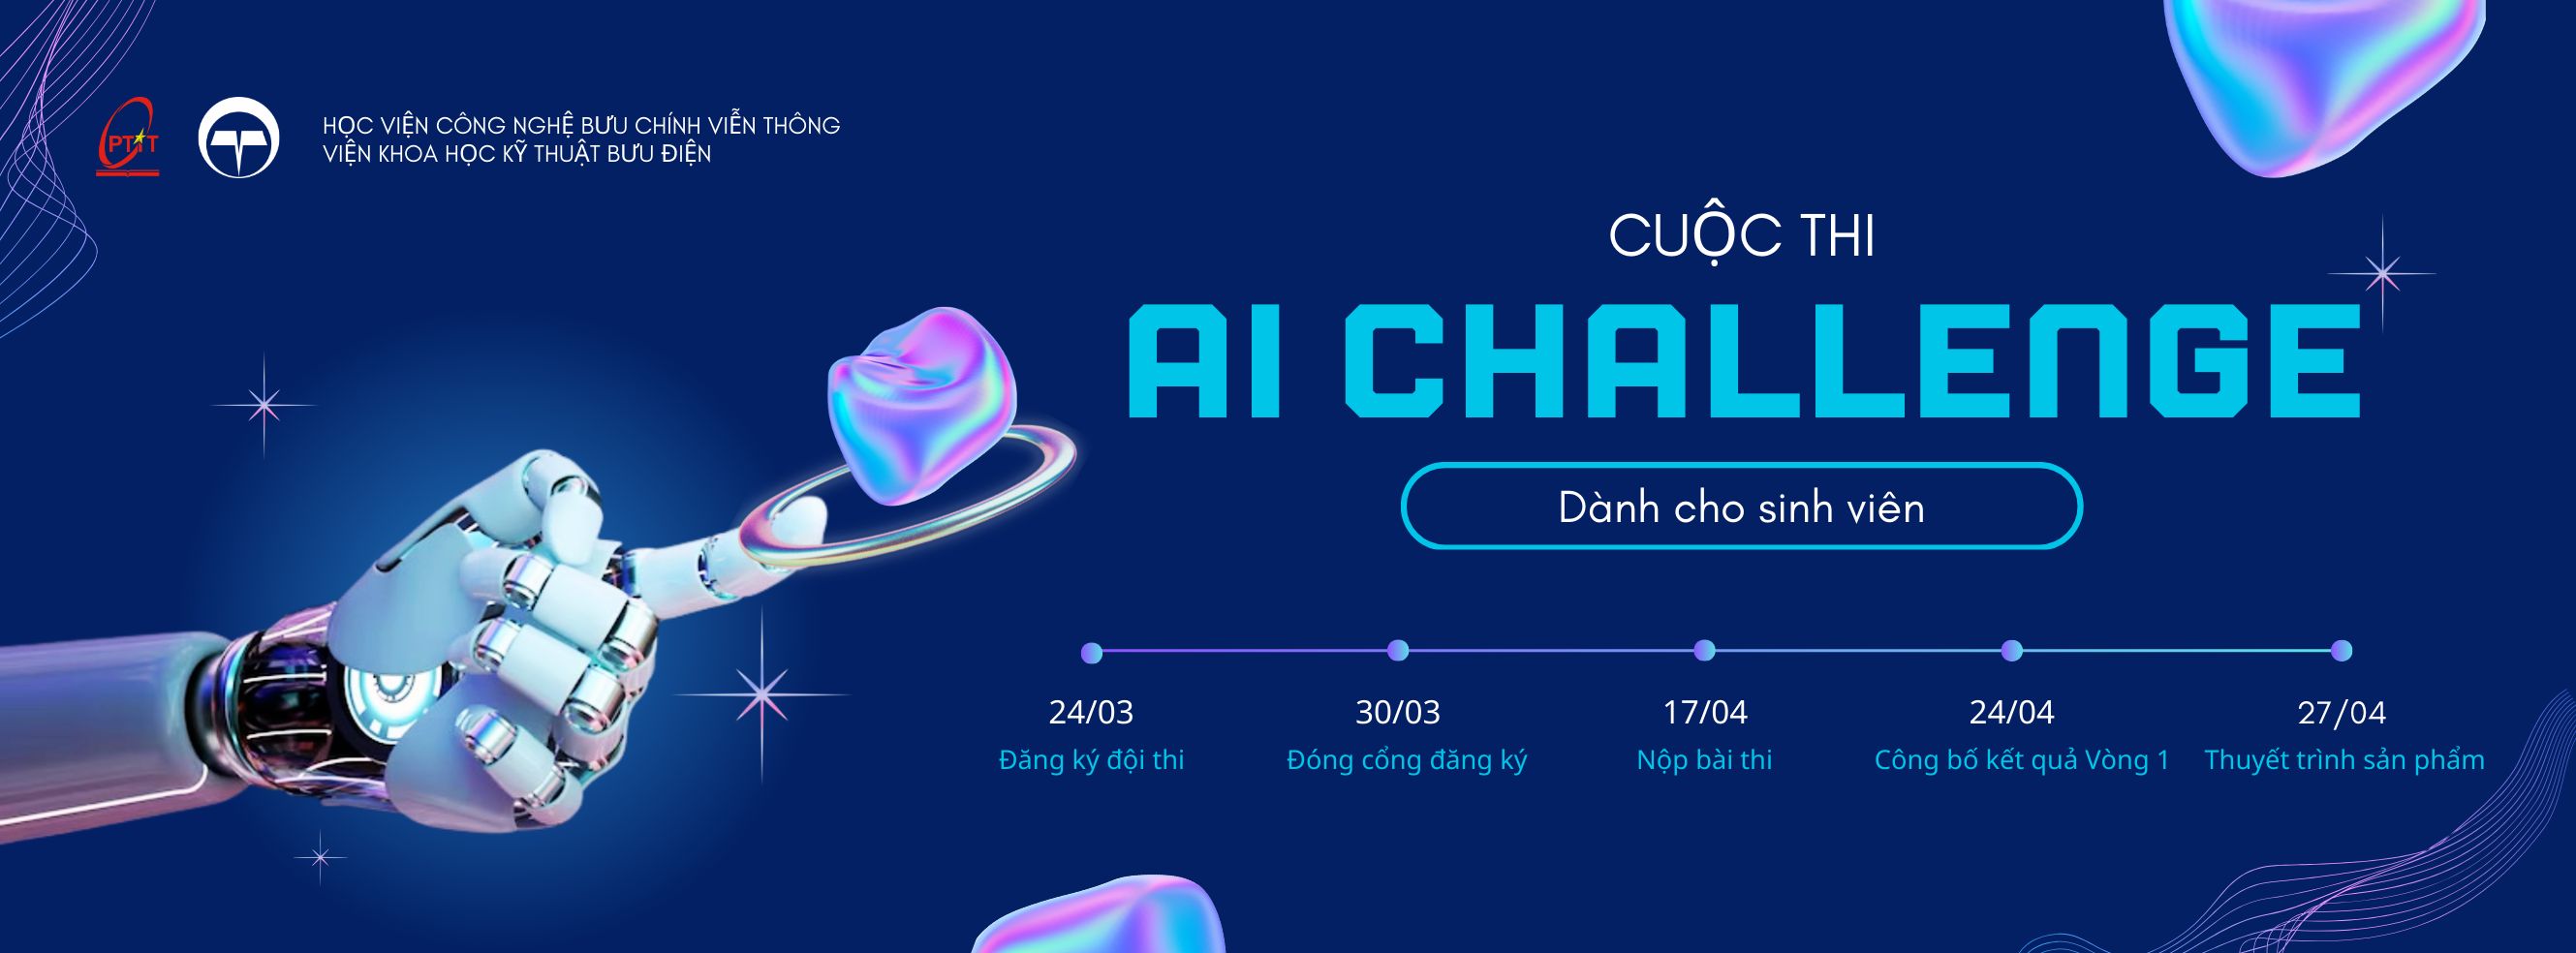 PTIT
HỌC VIỆN CÔNG NGHỆ BƯU CHÍNH VIỄN THÔNG
VIỆN KHOA HỌC KỸ THUẬT BƯU ĐIỆN
CUỘC THI
AI CHALLENGE
Dành cho sinh viên
24/03
Đăng ký đội thi
30/03
Đóng cổng đăng ký
17/04
Nộp bài thi
24/04
Công bố kết quả Vòng 1
27/04
Thuyết trình sản phẩm